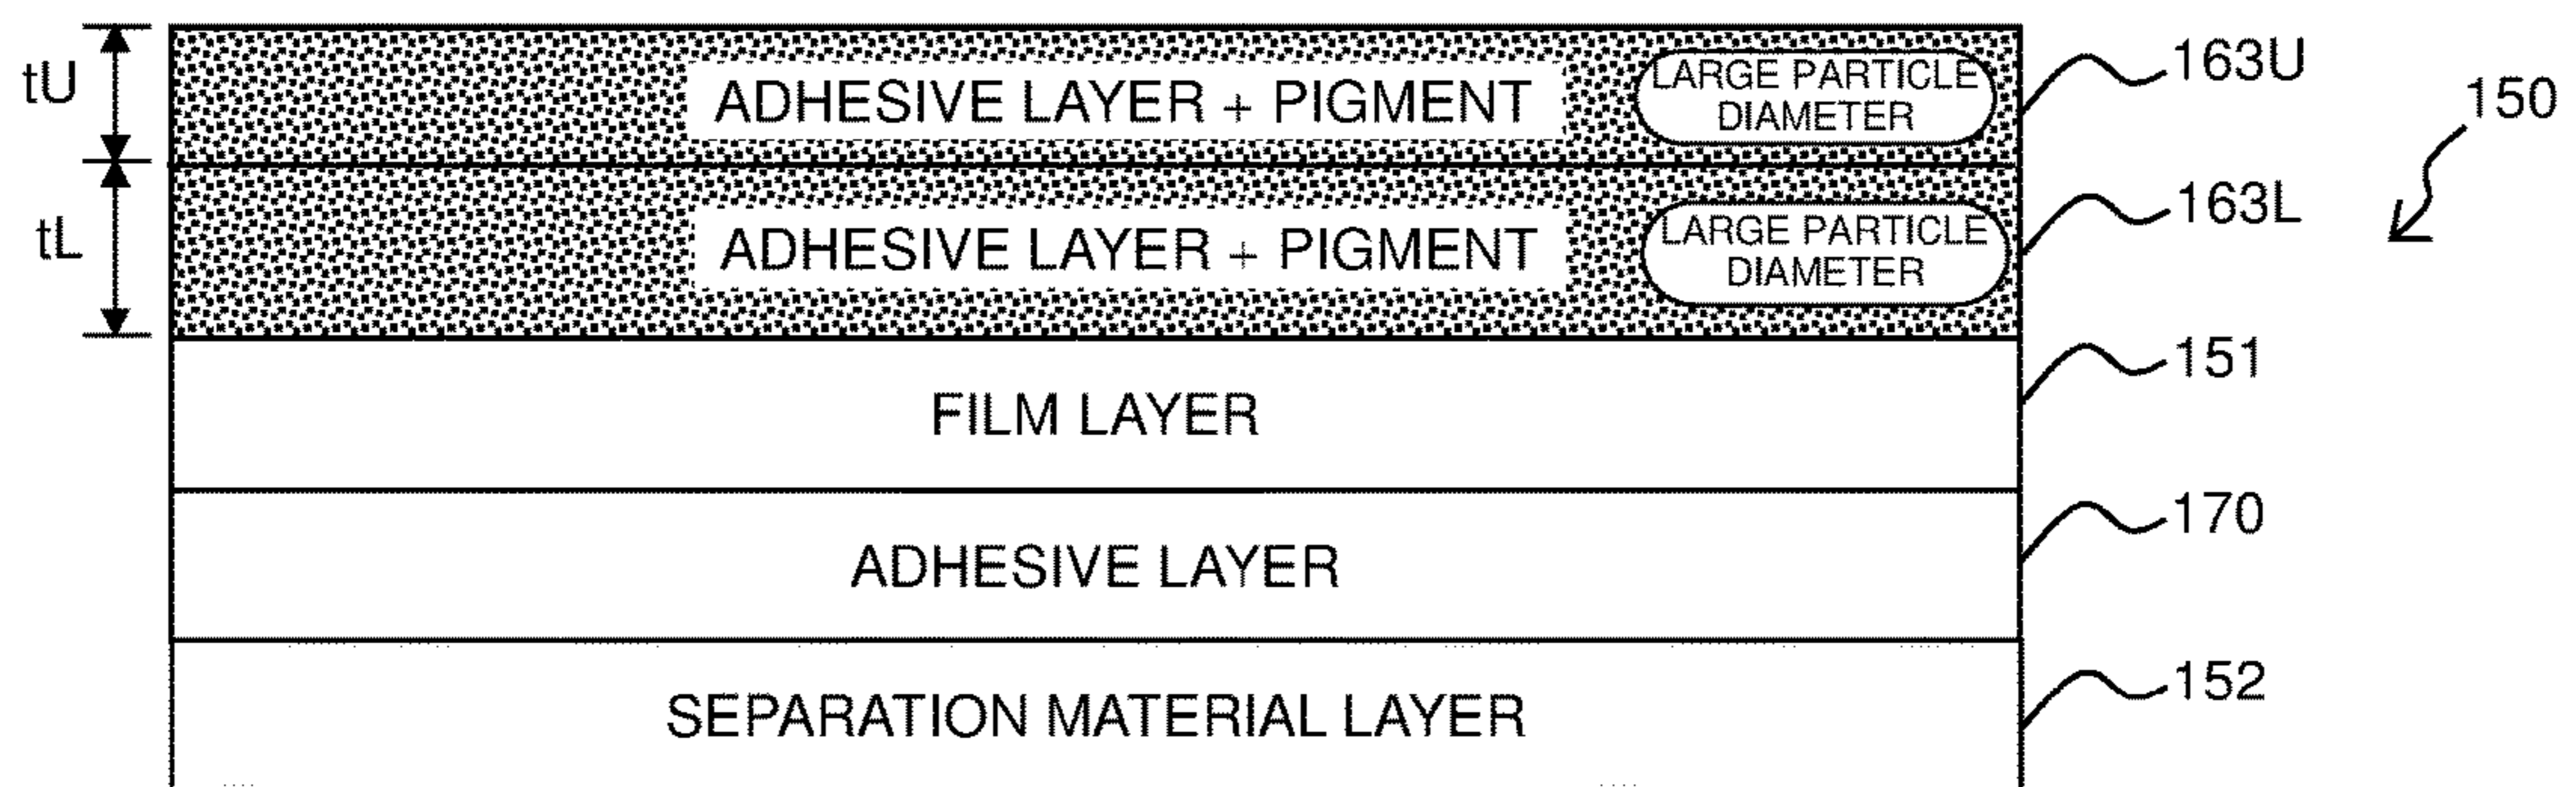 tU
ADHESIVE LAYER + PIGMENT
LARGE PARTICLE
DIAMETER
163U
150
tL
ADHESIVE LAYER + PIGMENT
LARGE PARTICLE
DIAMETER
163L
FILM LAYER
151
ADHESIVE LAYER
170
SEPARATION MATERIAL LAYER
152